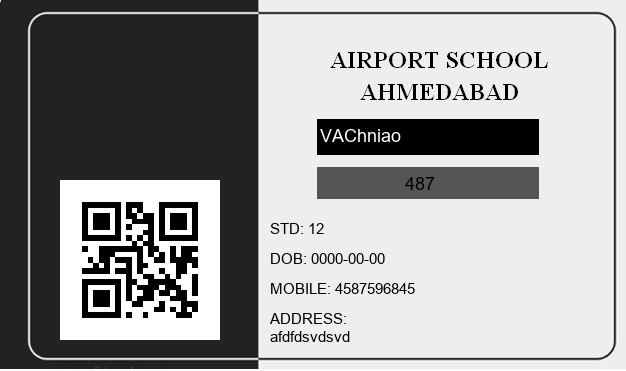 AIRPORT SCHOOL
AHMEDABAD
VAChniao
487
STD: 12
DOB: 0000-00-00
MOBILE: 4587596845
ADDRESS:
afdfdsvdsvd